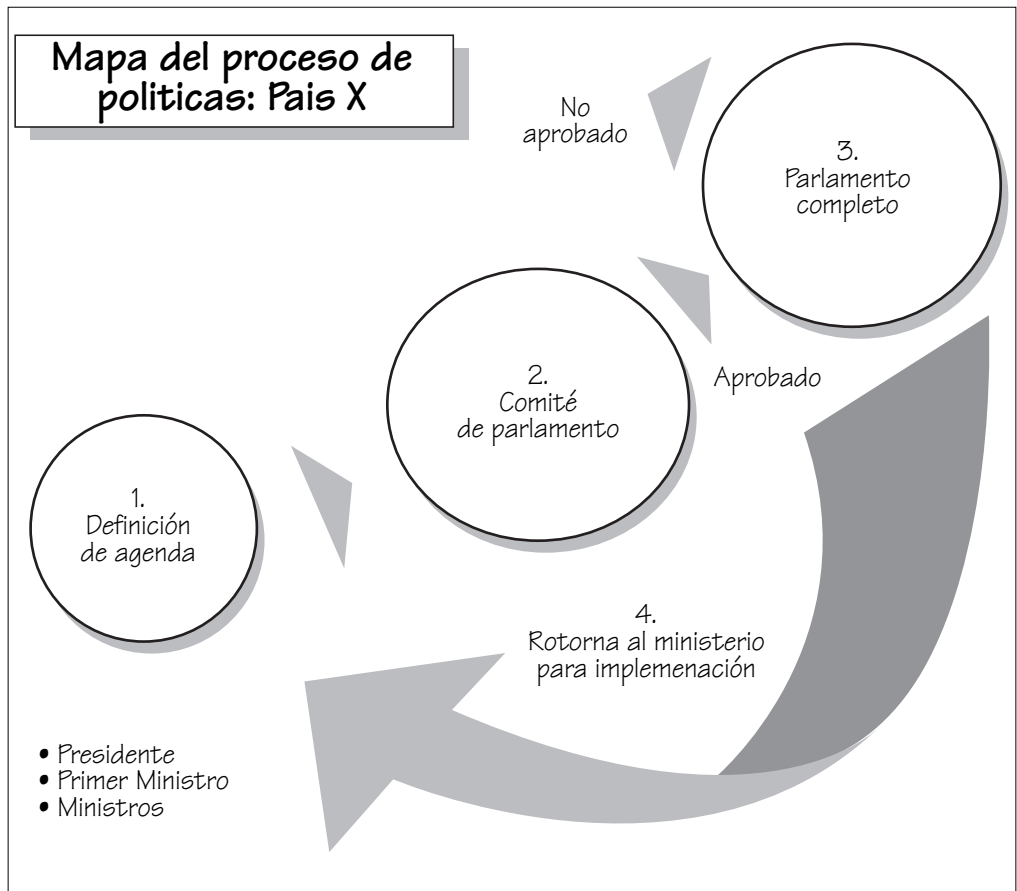 Mapa del proceso de
politicas: Pais X
No
aprobado
3.
Parlamento
completo
2.
Comité
de parlamento
Aprobado
1.
Definición
de agenda
4.
Rotorna al ministerio
para implemenación
• Presidente
• Primer Ministro
• Ministros